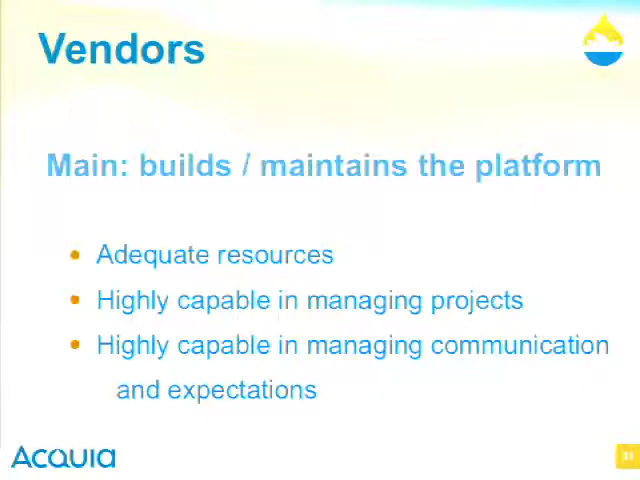 Vendors
Main: builds / maintains the platform
Adequate resources
Highly capable in managing projects
Highly capable in managing communication
and expectations
ACQUIA